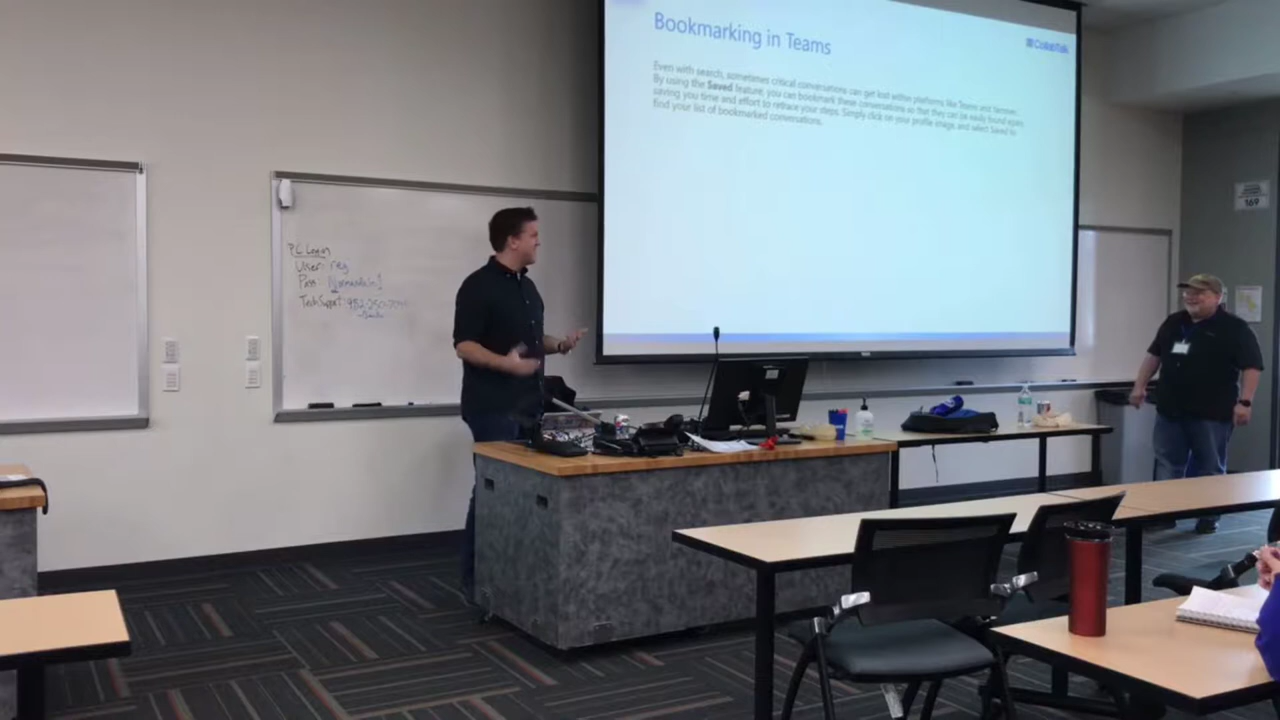 Bookmarking in Teams
CollabTalk
Even with search, sometimes critical conversations can get lost within platforms like Teams and Yammer.
By using the Saved feature, you can bookmark these conversations so that they can be easily found again,
saving you time and effort to retrace your steps. Simply click on your profile image, and select Saved to
find your list of bookmarked conversations.
PC Login
User: rey
Pass:
Tech Support
169